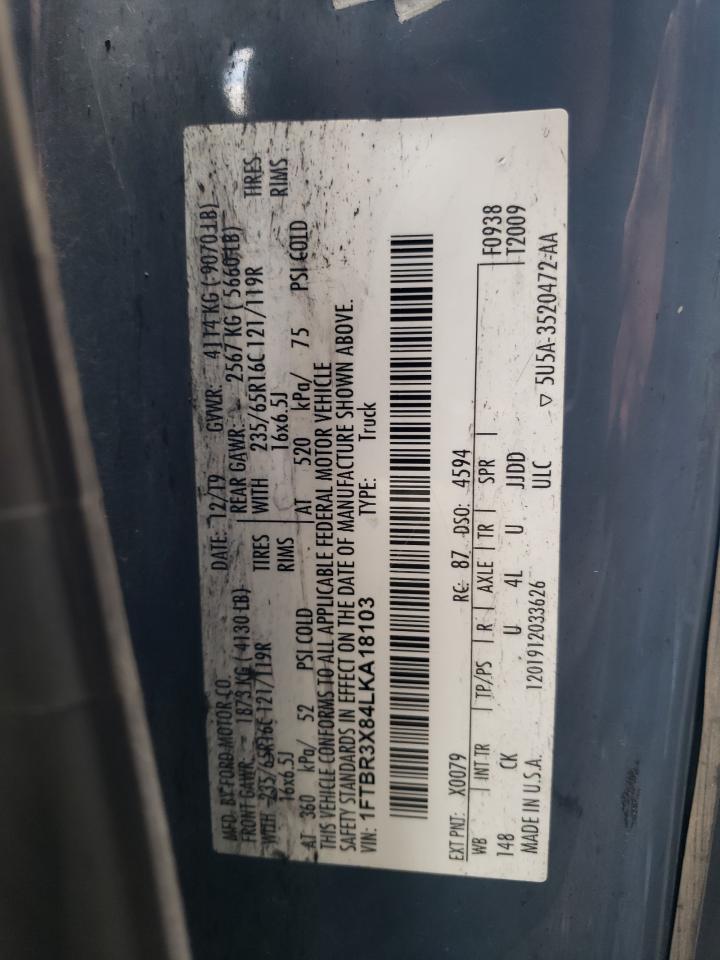 MFD. BY FORD MOTOR CO. DATE: 12/19 GVWR: 4114 KG ( 9070 LB)
FRONT GAWR: 1873 KG ( 4130 LB) REAR GAWR: 2567 KG ( 5660 LB)
WITH 235/65R16C 121/119R TIRES WITH 235/65R16C 121/119R TIRES
16x6.5J RIMS 16x6.5J RIMS
AT 360 kPa/ 52 PSI COLD AT 520 kPa/ 75 PSI COLD
THIS VEHICLE CONFORMS TO ALL APPLICABLE FEDERAL MOTOR VEHICLE
SAFETY STANDARDS IN EFFECT ON THE DATE OF MANUFACTURE SHOWN ABOVE.
VIN: 1FTBR3X84LKA18103 TYPE: Truck
EXT PNT: X0079 RC: 87 DSO: 4594
WB INT TR TP/PS R AXLE TR SPR F0938
148 CK U 4L U JJDD T2009
MADE IN U.S.A. 1201912033626 ULC
▽ 5U5A-3520472-AA